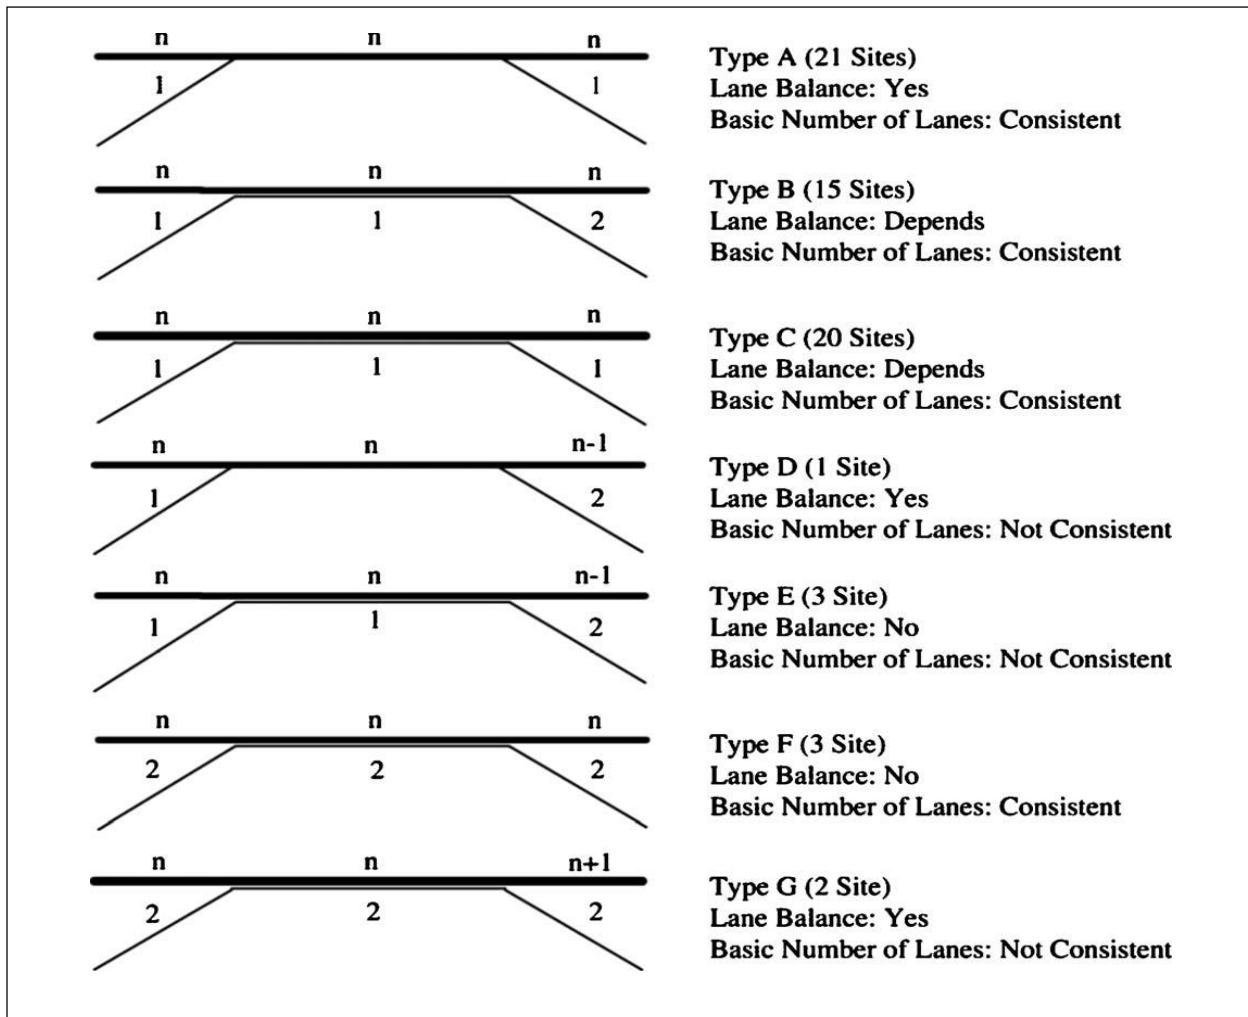 n n n
1 1
Type A (21 Sites)
Lane Balance: Yes
Basic Number of Lanes: Consistent
n n n
1 1 2
Type B (15 Sites)
Lane Balance: Depends
Basic Number of Lanes: Consistent
n n n
1 1 1
Type C (20 Sites)
Lane Balance: Depends
Basic Number of Lanes: Consistent
n n n-1
1 2
Type D (1 Site)
Lane Balance: Yes
Basic Number of Lanes: Not Consistent
n n n-1
1 1 2
Type E (3 Site)
Lane Balance: No
Basic Number of Lanes: Not Consistent
n n n
2 2 2
Type F (3 Site)
Lane Balance: No
Basic Number of Lanes: Consistent
n n n+1
2 2 2
Type G (2 Site)
Lane Balance: Yes
Basic Number of Lanes: Not Consistent